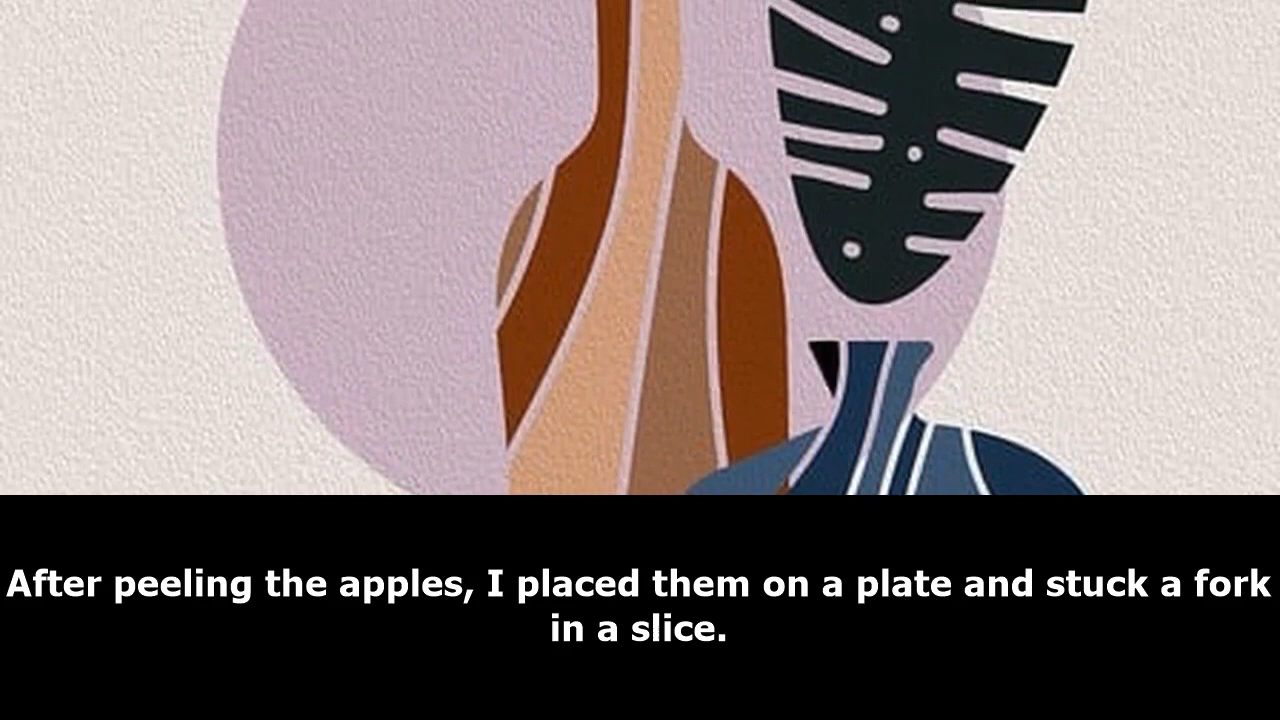 After peeling the apples, I placed them on a plate and stuck a fork
in a slice.